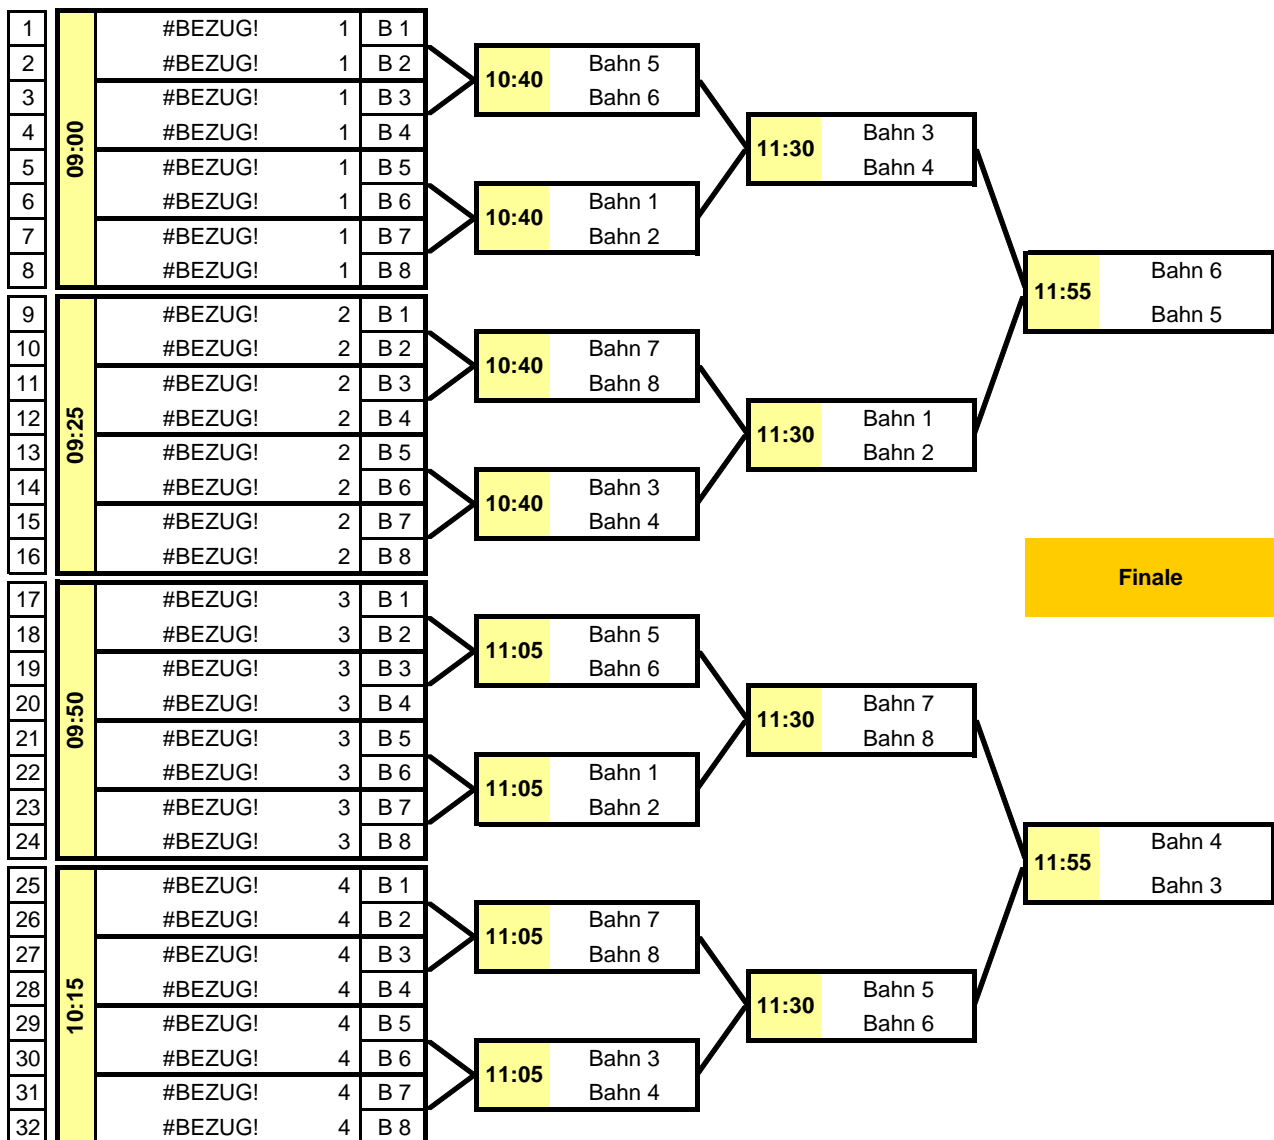 1 #BEZUG! 1 B 1
2 #BEZUG! 1 B 2
3 #BEZUG! 1 B 3
4 #BEZUG! 1 B 4
5 #BEZUG! 1 B 5
6 #BEZUG! 1 B 6
7 #BEZUG! 1 B 7
8 #BEZUG! 1 B 8
09:00
9 #BEZUG! 2 B 1
10 #BEZUG! 2 B 2
11 #BEZUG! 2 B 3
12 #BEZUG! 2 B 4
13 #BEZUG! 2 B 5
14 #BEZUG! 2 B 6
15 #BEZUG! 2 B 7
16 #BEZUG! 2 B 8
09:25
17 #BEZUG! 3 B 1
18 #BEZUG! 3 B 2
19 #BEZUG! 3 B 3
20 #BEZUG! 3 B 4
21 #BEZUG! 3 B 5
22 #BEZUG! 3 B 6
23 #BEZUG! 3 B 7
24 #BEZUG! 3 B 8
09:50
25 #BEZUG! 4 B 1
26 #BEZUG! 4 B 2
27 #BEZUG! 4 B 3
28 #BEZUG! 4 B 4
29 #BEZUG! 4 B 5
30 #BEZUG! 4 B 6
31 #BEZUG! 4 B 7
32 #BEZUG! 4 B 8
10:15
10:40
Bahn 5
Bahn 6
10:40
Bahn 1
Bahn 2
10:40
Bahn 7
Bahn 8
10:40
Bahn 3
Bahn 4
11:05
Bahn 5
Bahn 6
11:05
Bahn 1
Bahn 2
11:05
Bahn 7
Bahn 8
11:05
Bahn 3
Bahn 4
11:30
Bahn 3
Bahn 4
11:30
Bahn 1
Bahn 2
11:30
Bahn 7
Bahn 8
11:30
Bahn 5
Bahn 6
11:55
Bahn 6
Bahn 5
Finale
11:55
Bahn 4
Bahn 3